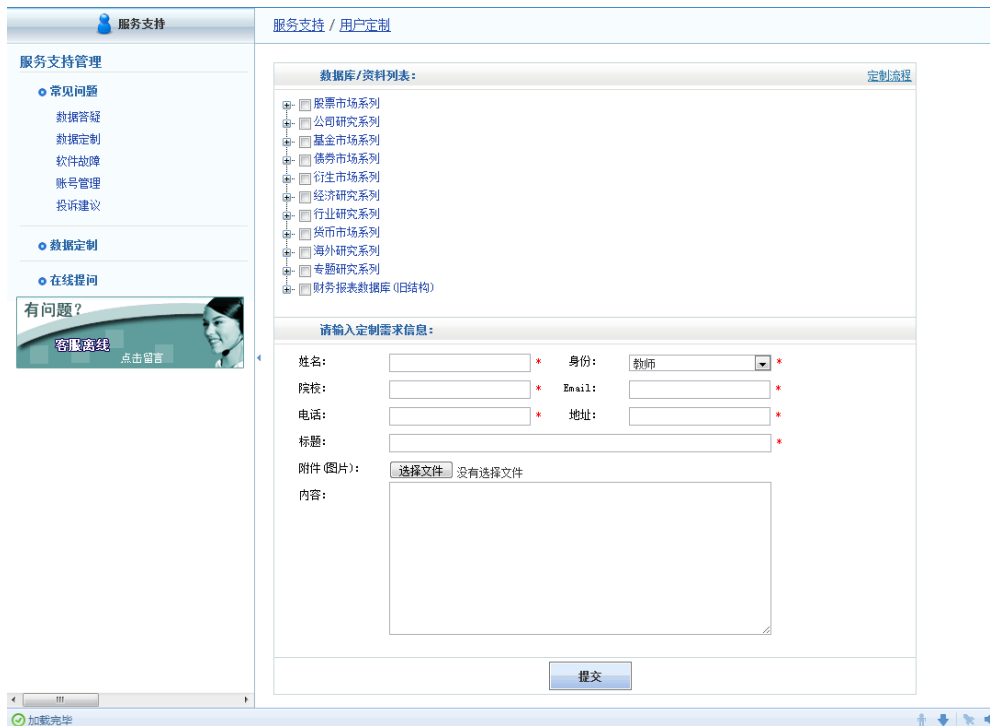 服务支持
服务支持 / 用户定制
服务支持管理
常见问题
数据答疑
数据定制
软件故障
账号管理
投诉建议
数据定制
在线提问
有问题?
客服离线
点击留言
数据库/资料列表: 定制流程
股票市场系列
公司研究系列
基金市场系列
债券市场系列
衍生市场系列
经济研究系列
行业研究系列
货币市场系列
海外研究系列
专题研究系列
财务报表数据库(旧结构)
请输入定制需求信息:
姓名: * 身份: 教师 *
院校: * Email: *
电话: * 地址: *
标题: *
附件(图片): 选择文件 没有选择文件
内容:
提交
加载完毕